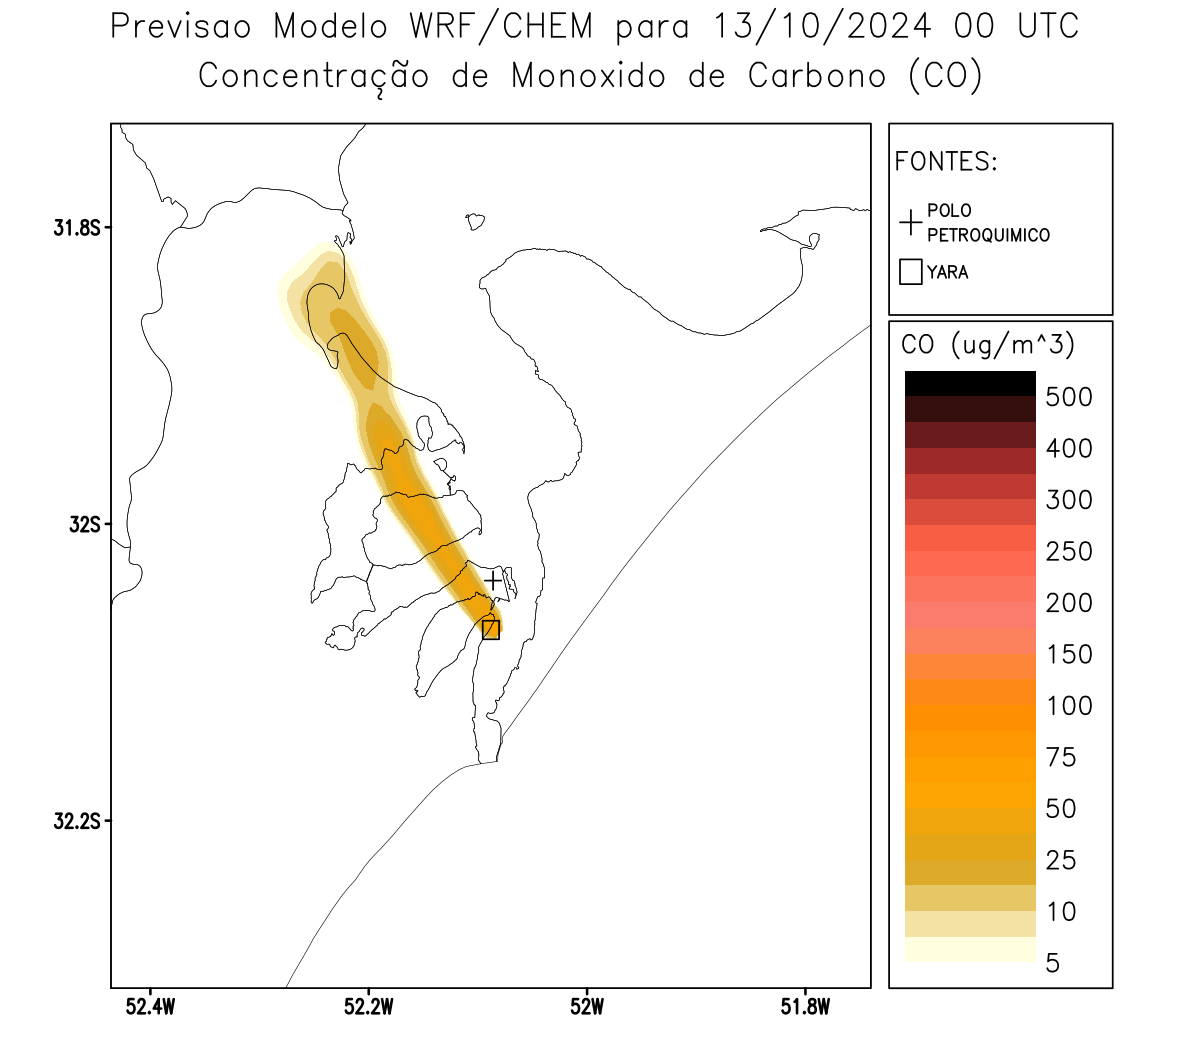 Previsao Modelo WRF/CHEM para 13/10/2024 00 UTC
Concentração de Monoxido de Carbono (CO)
FONTES:
POLO
PETROQUIMICO
YARA
CO (ug/m^3)
500
400
300
250
200
150
100
75
50
25
10
5
31.8S
32S
32.2S
52.4W
52.2W
52W
51.8W